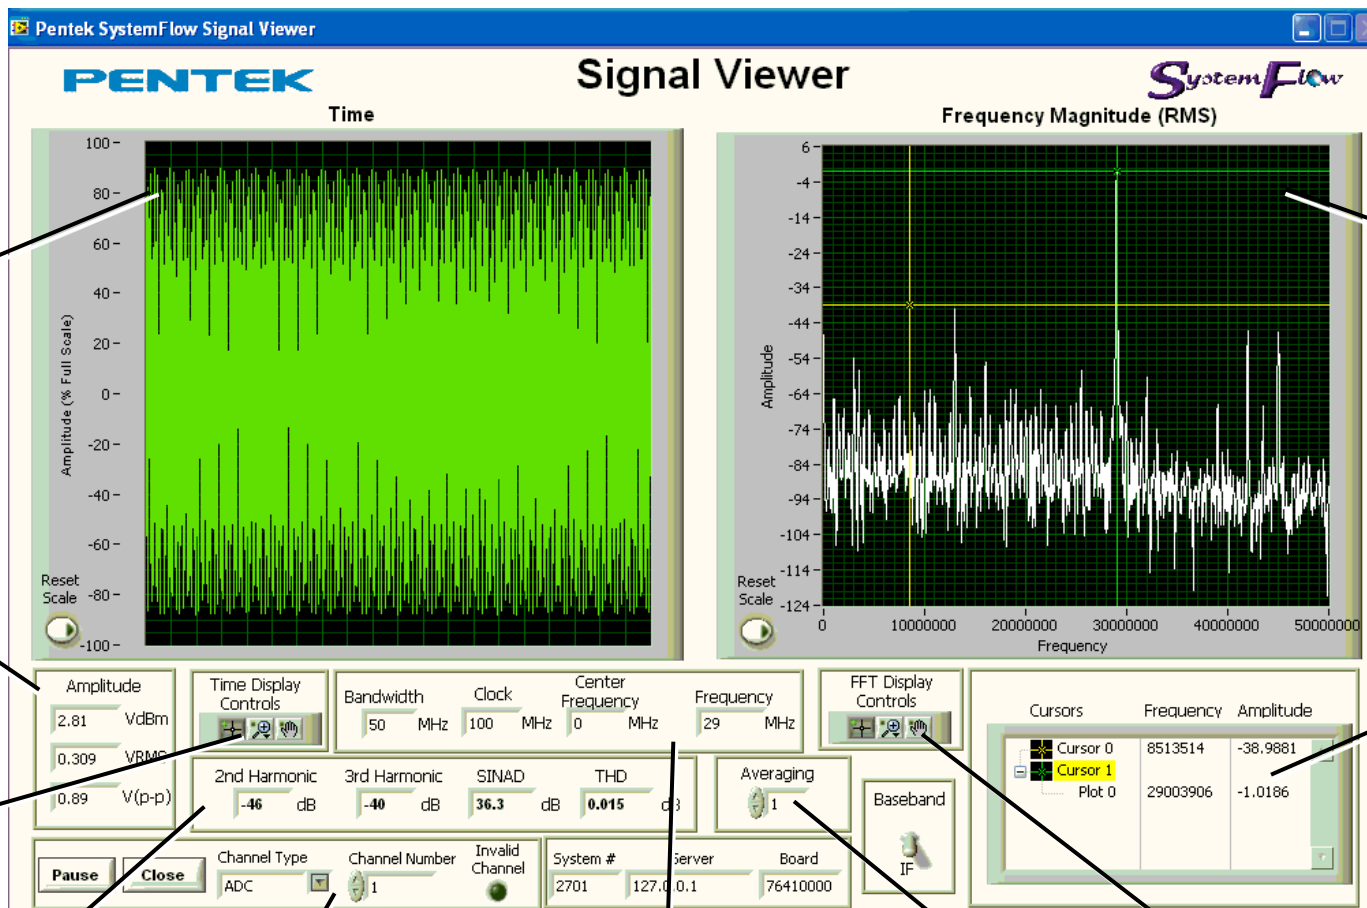 Pentek SystemFlow Signal Viewer
PENTEK
Signal Viewer
SystemFlow
Time
Frequency Magnitude (RMS)
100
80
60
40
20
0
-20
-40
-60
-80
-100
Amplitude (% Full Scale)
Reset
Scale
6
-4
-14
-24
-34
-44
-54
-64
-74
-84
-94
-104
-114
-124
Amplitude
Reset
Scale
0 10000000 20000000 30000000 40000000 50000000
Frequency
Amplitude
2.81 VdBm
0.309 VRMS
0.89 V(p-p)
Time Display
Controls
Bandwidth
50 MHz
Clock
100 MHz
Center
Frequency
0 MHz
Frequency
29 MHz
FFT Display
Controls
Cursors Frequency Amplitude
Cursor 0 8513514 -38.9881
Cursor 1
Plot 0 29003906 -1.0186
2nd Harmonic
-46 dB
3rd Harmonic
-40 dB
SINAD
36.3 dB
THD
0.015 dB
Averaging
1
Baseband
IF
Pause
Close
Channel Type
ADC
Channel Number
1
Invalid
Channel
System #
2701
Server
127.0.0.1
Board
76410000